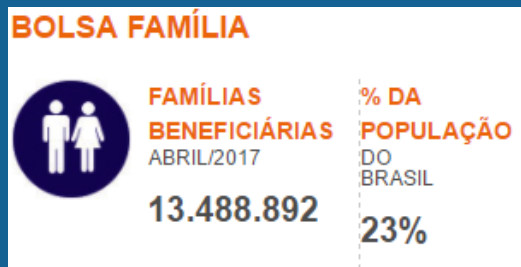 BOLSA FAMÍLIA
FAMÍLIAS
BENEFICIÁRIAS
ABRIL/2017
13.488.892
% DA
POPULAÇÃO
DO
BRASIL
23%